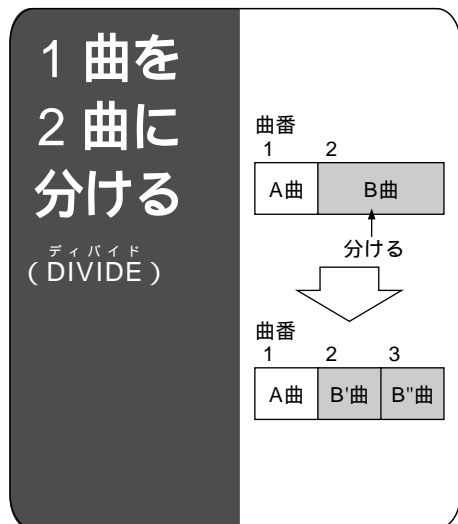 1 曲を
2 曲に
分ける
ディバイド
（DIVIDE）
曲番
1 2
A曲 B曲
分ける
曲番
1 2 3
A曲 B'曲 B"曲